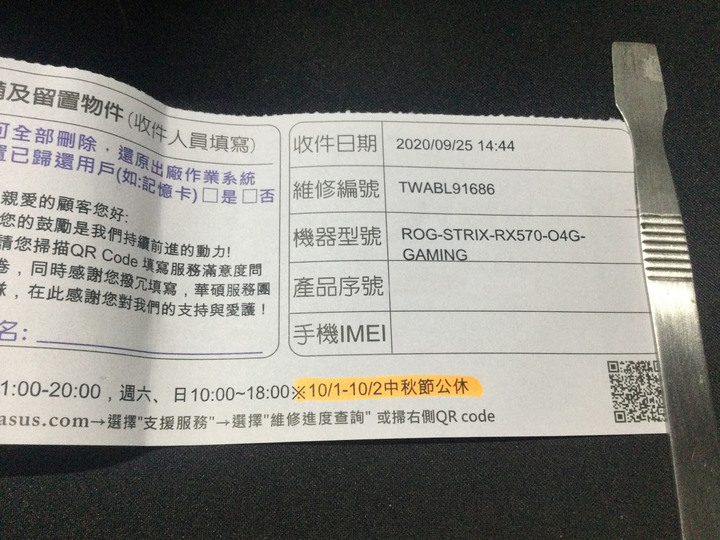 及留置物件(收件人員填寫)
可全部刪除，還原出廠作業系統
置已歸還用戶(如:記憶卡)□是□否
親愛的顧客您好:
您的鼓勵是我們持續前進的動力!
請您掃描QR Code 填寫服務滿意度問
卷，同時感謝您撥冗填寫，華碩服務團
隊，在此感謝您對我們的支持與愛護！
名:
收件日期 2020/09/25 14:44
維修編號 TWABL91686
機器型號 ROG-STRIX-RX570-O4G-
GAMING
產品序號
手機IMEI
1:00-20:00，週六、日10:00~18:00※10/1-10/2中秋節公休
asus.com→選擇"支援服務"→選擇"維修進度查詢" 或掃右側QR code